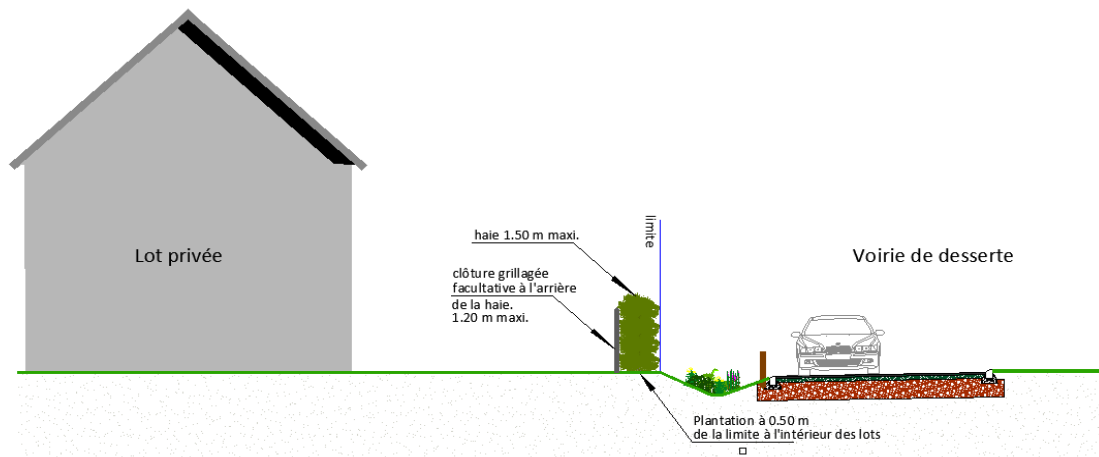 limite
haie 1.50 m maxi.
Lot privée
Voirie de desserte
clôture grillagée
facultative à l'arrière
de la haie.
1.20 m maxi.
Plantation à 0.50 m
de la limite à l'intérieur des lots